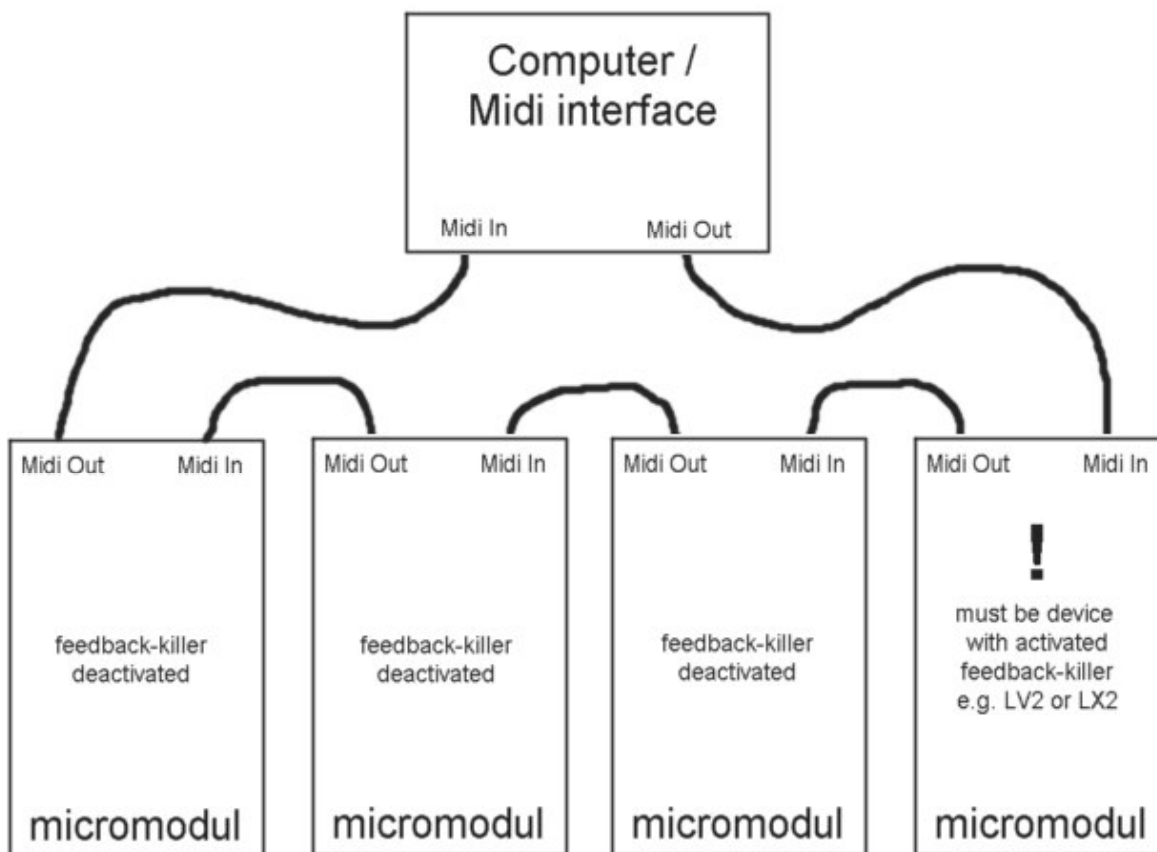 Computer /
Midi interface
Midi In
Midi Out
Midi Out
Midi In
Midi Out
Midi In
Midi Out
Midi In
Midi Out
Midi In
feedback-killer
deactivated
feedback-killer
deactivated
feedback-killer
deactivated
!
must be device
with activated
feedback-killer
e.g. LV2 or LX2
micromodul
micromodul
micromodul
micromodul